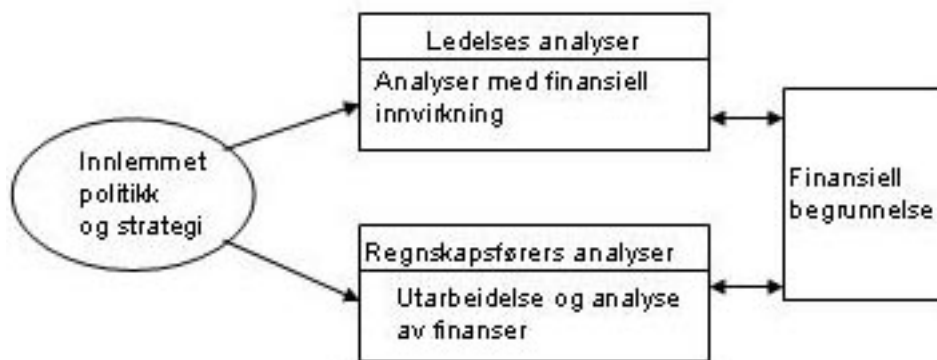 Ledelses analyser
Analyser med finansiell
innvirkning
Innlemmet
politikk
og strategi
Finansiell
begrunnelse
Regnskapsførers analyser
Utarbeidelse og analyse
av finanser